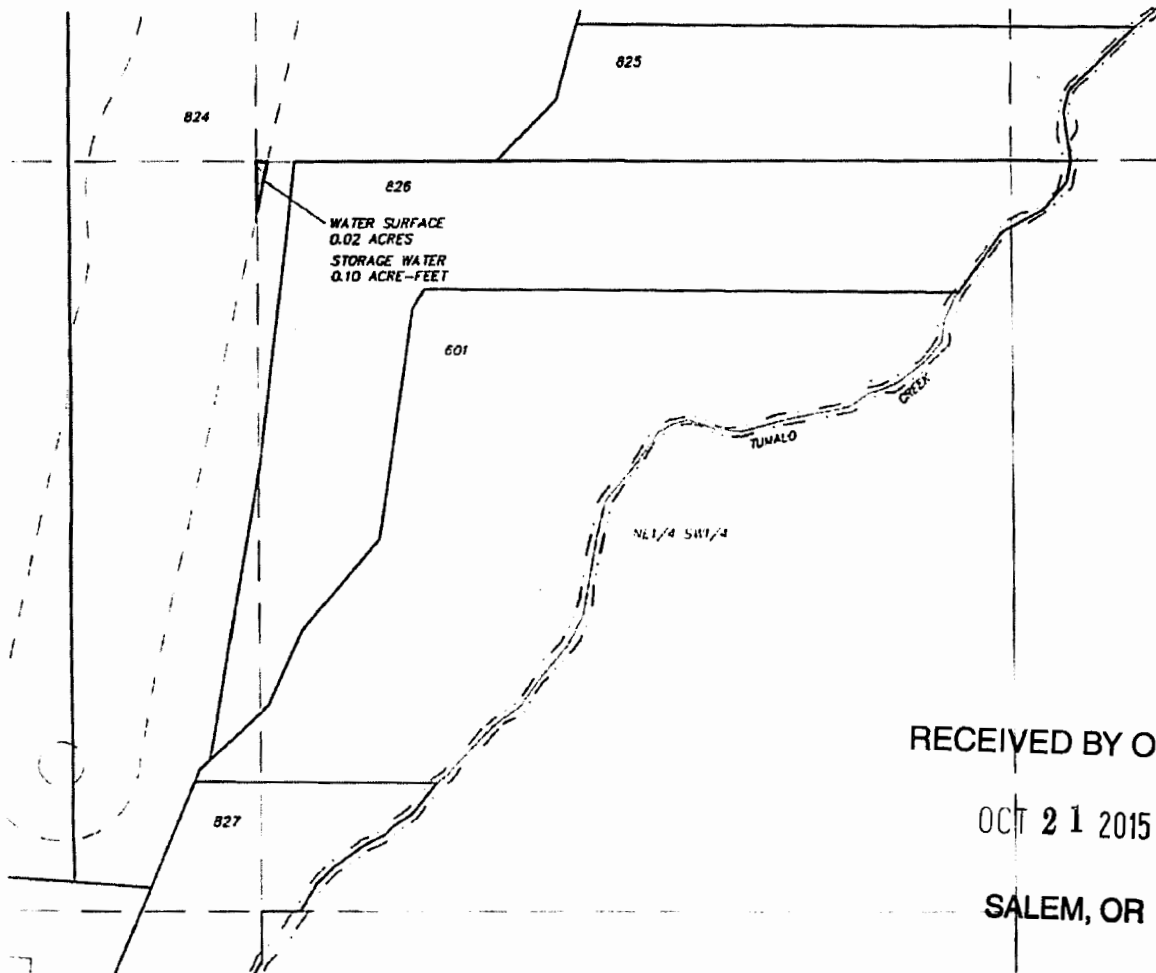 825
824
826
WATER SURFACE
0.02 ACRES
STORAGE WATER
0.10 ACRE-FEET
601
CREEK
TUMALO
NE1/4 SW1/4
RECEIVED BY O
OCT 21 2015
827
SALEM, OR